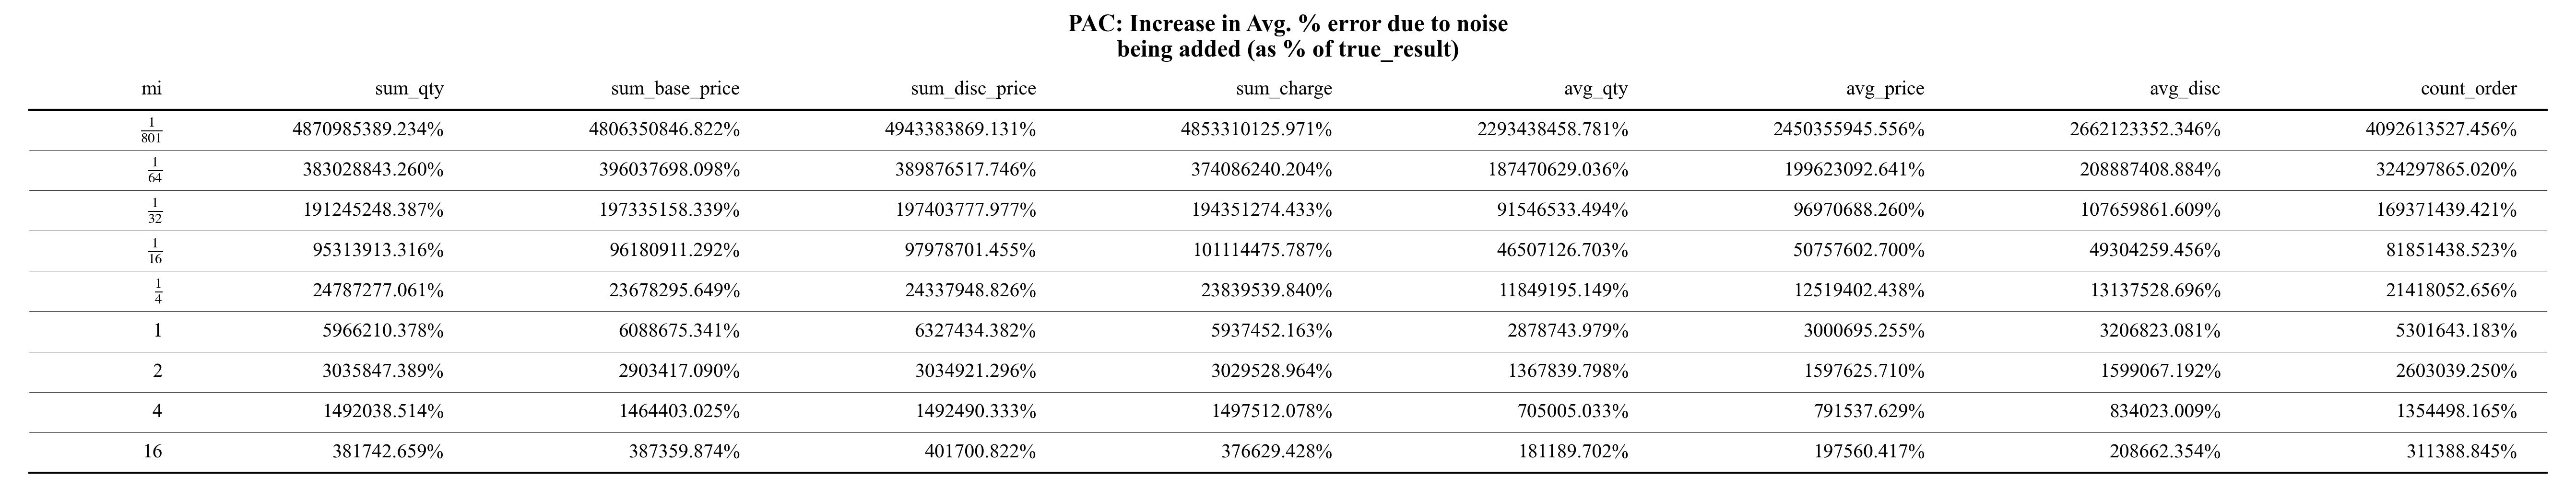 PAC: Increase in Avg. % error due to noise
being added (as % of true_result)
mi sum_qty sum_base_price sum_disc_price sum_charge avg_qty avg_price avg_disc count_order
1/801 4870985389.234% 4806350846.822% 4943383869.131% 4853310125.971% 2293438458.781% 2450355945.556% 2662123352.346% 4092613527.456%
1/64 383028843.260% 396037698.098% 389876517.746% 374086240.204% 187470629.036% 199623092.641% 208887408.884% 324297865.020%
1/32 191245248.387% 197335158.339% 197403777.977% 194351274.433% 91546533.494% 96970688.260% 107659861.609% 169371439.421%
1/16 95313913.316% 96180911.292% 97978701.455% 101114475.787% 46507126.703% 50757602.700% 49304259.456% 81851438.523%
1/4 24787277.061% 23678295.649% 24337948.826% 23839539.840% 11849195.149% 12519402.438% 13137528.696% 21418052.656%
1 5966210.378% 6088675.341% 6327434.382% 5937452.163% 2878743.979% 3000695.255% 3206823.081% 5301643.183%
2 3035847.389% 2903417.090% 3034921.296% 3029528.964% 1367839.798% 1597625.710% 1599067.192% 2603039.250%
4 1492038.514% 1464403.025% 1492490.333% 1497512.078% 705005.033% 791537.629% 834023.009% 1354498.165%
16 381742.659% 387359.874% 401700.822% 376629.428% 181189.702% 197560.417% 208662.354% 311388.845%